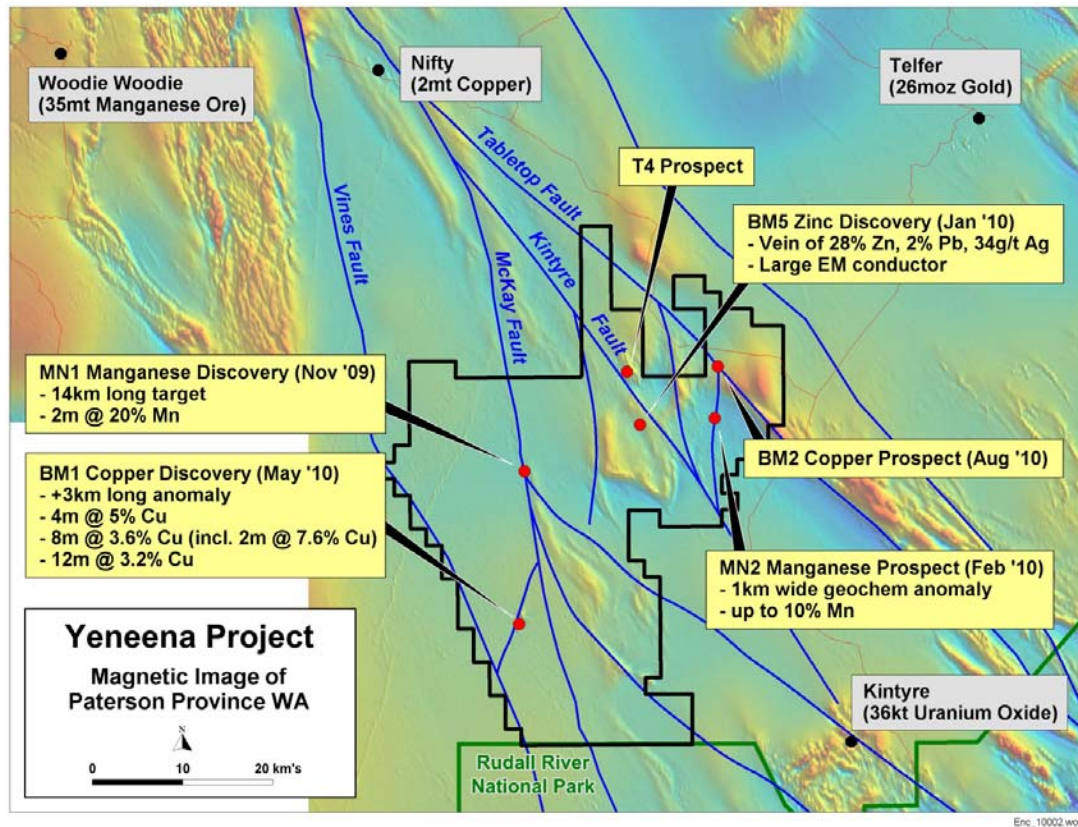 Woodie Woodie
(35mt Manganese Ore)
Nifty
(2mt Copper)
Telfer
(26moz Gold)
T4 Prospect
Tabletop Fault
Vines Fault
McKay Fault
Kintyre
Fault
BM5 Zinc Discovery (Jan '10)
- Vein of 28% Zn, 2% Pb, 34g/t Ag
- Large EM conductor
MN1 Manganese Discovery (Nov '09)
- 14km long target
- 2m @ 20% Mn
BM1 Copper Discovery (May '10)
- +3km long anomaly
- 4m @ 5% Cu
- 8m @ 3.6% Cu (incl. 2m @ 7.6% Cu)
- 12m @ 3.2% Cu
BM2 Copper Prospect (Aug '10)
MN2 Manganese Prospect (Feb '10)
- 1km wide geochem anomaly
- up to 10% Mn
Yeneena Project
Magnetic Image of
Paterson Province WA
N
0 10 20 km's
Kintyre
(36kt Uranium Oxide)
Rudall River
National Park
Enc_10002.wo